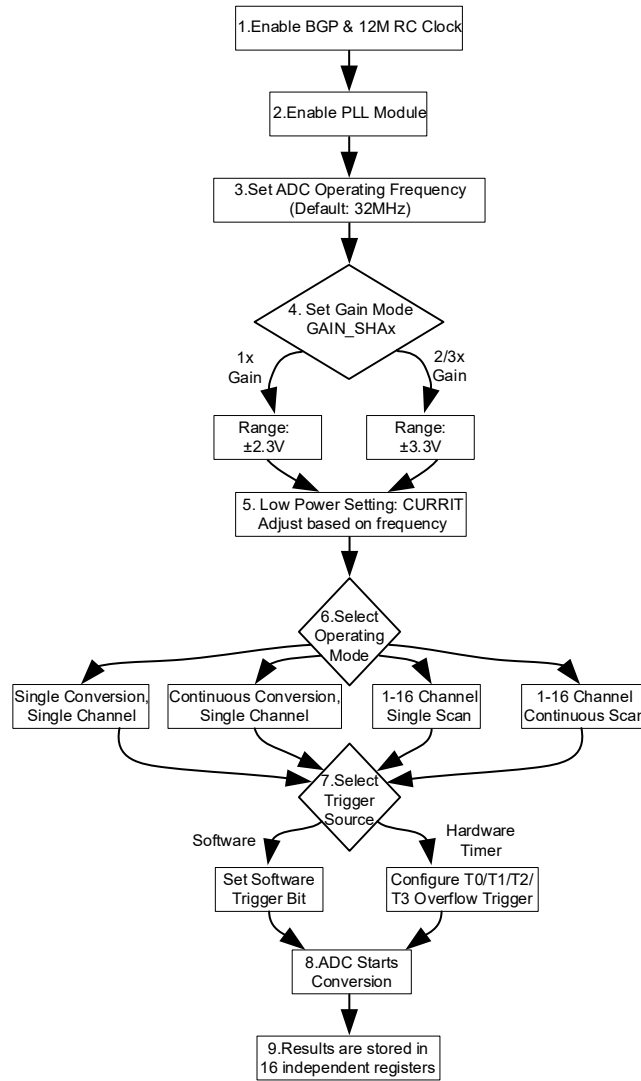 1.Enable BGP & 12M RC Clock
2.Enable PLL Module
3.Set ADC Operating Frequency
(Default: 32MHz)
4. Set Gain Mode
GAIN_SHAx
1x
Gain
2/3x
Gain
Range:
±2.3V
Range:
±3.3V
5. Low Power Setting: CURRIT
Adjust based on frequency
6.Select
Operating
Mode
Single Conversion,
Single Channel
Continuous Conversion,
Single Channel
1-16 Channel
Single Scan
1-16 Channel
Continuous Scan
7.Select
Trigger
Source
Software
Hardware
Timer
Set Software
Trigger Bit
Configure T0/T1/T2/
T3 Overflow Trigger
8.ADC Starts
Conversion
9.Results are stored in
16 independent registers